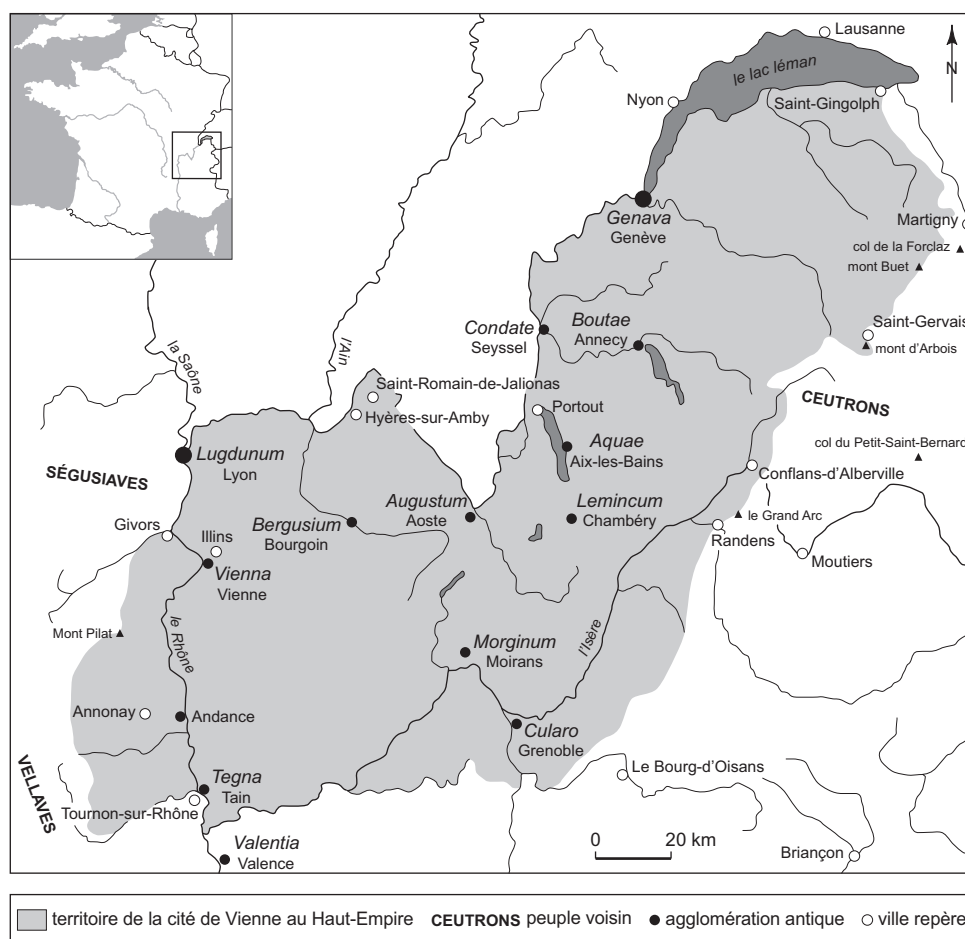 Lausanne
N
le lac léman
Nyon
Saint-Gingolph
Genava
Genève
Martigny
col de la Forclaz
mont Buet
Condate
Seyssel
Boutae
Annecy
Saint-Gervais
mont d'Arbois
l'Ain
la Saône
Saint-Romain-de-Jalionas
Hyères-sur-Amby
Portout
CEUTRONS
Lugdunum
Lyon
Aquae
Aix-les-Bains
col du Petit-Saint-Bernard
SÉGUSIAVES
Conflans-d'Alberville
Augustum
Aoste
Lemincum
Chambéry
Bergusium
Bourgoin
le Grand Arc
Givors
Illins
Randens
Moutiers
Vienna
Vienne
Mont Pilat
le Rhône
l'Isère
Morginum
Moirans
Annonay
Andance
Cularo
Grenoble
VELLAVES
Tegna
Tain
Tournon-sur-Rhône
Le Bourg-d'Oisans
Valentia
Valence
0 20 km
Briançon
territoire de la cité de Vienne au Haut-Empire CEUTRONS peuple voisin agglomération antique ville repère